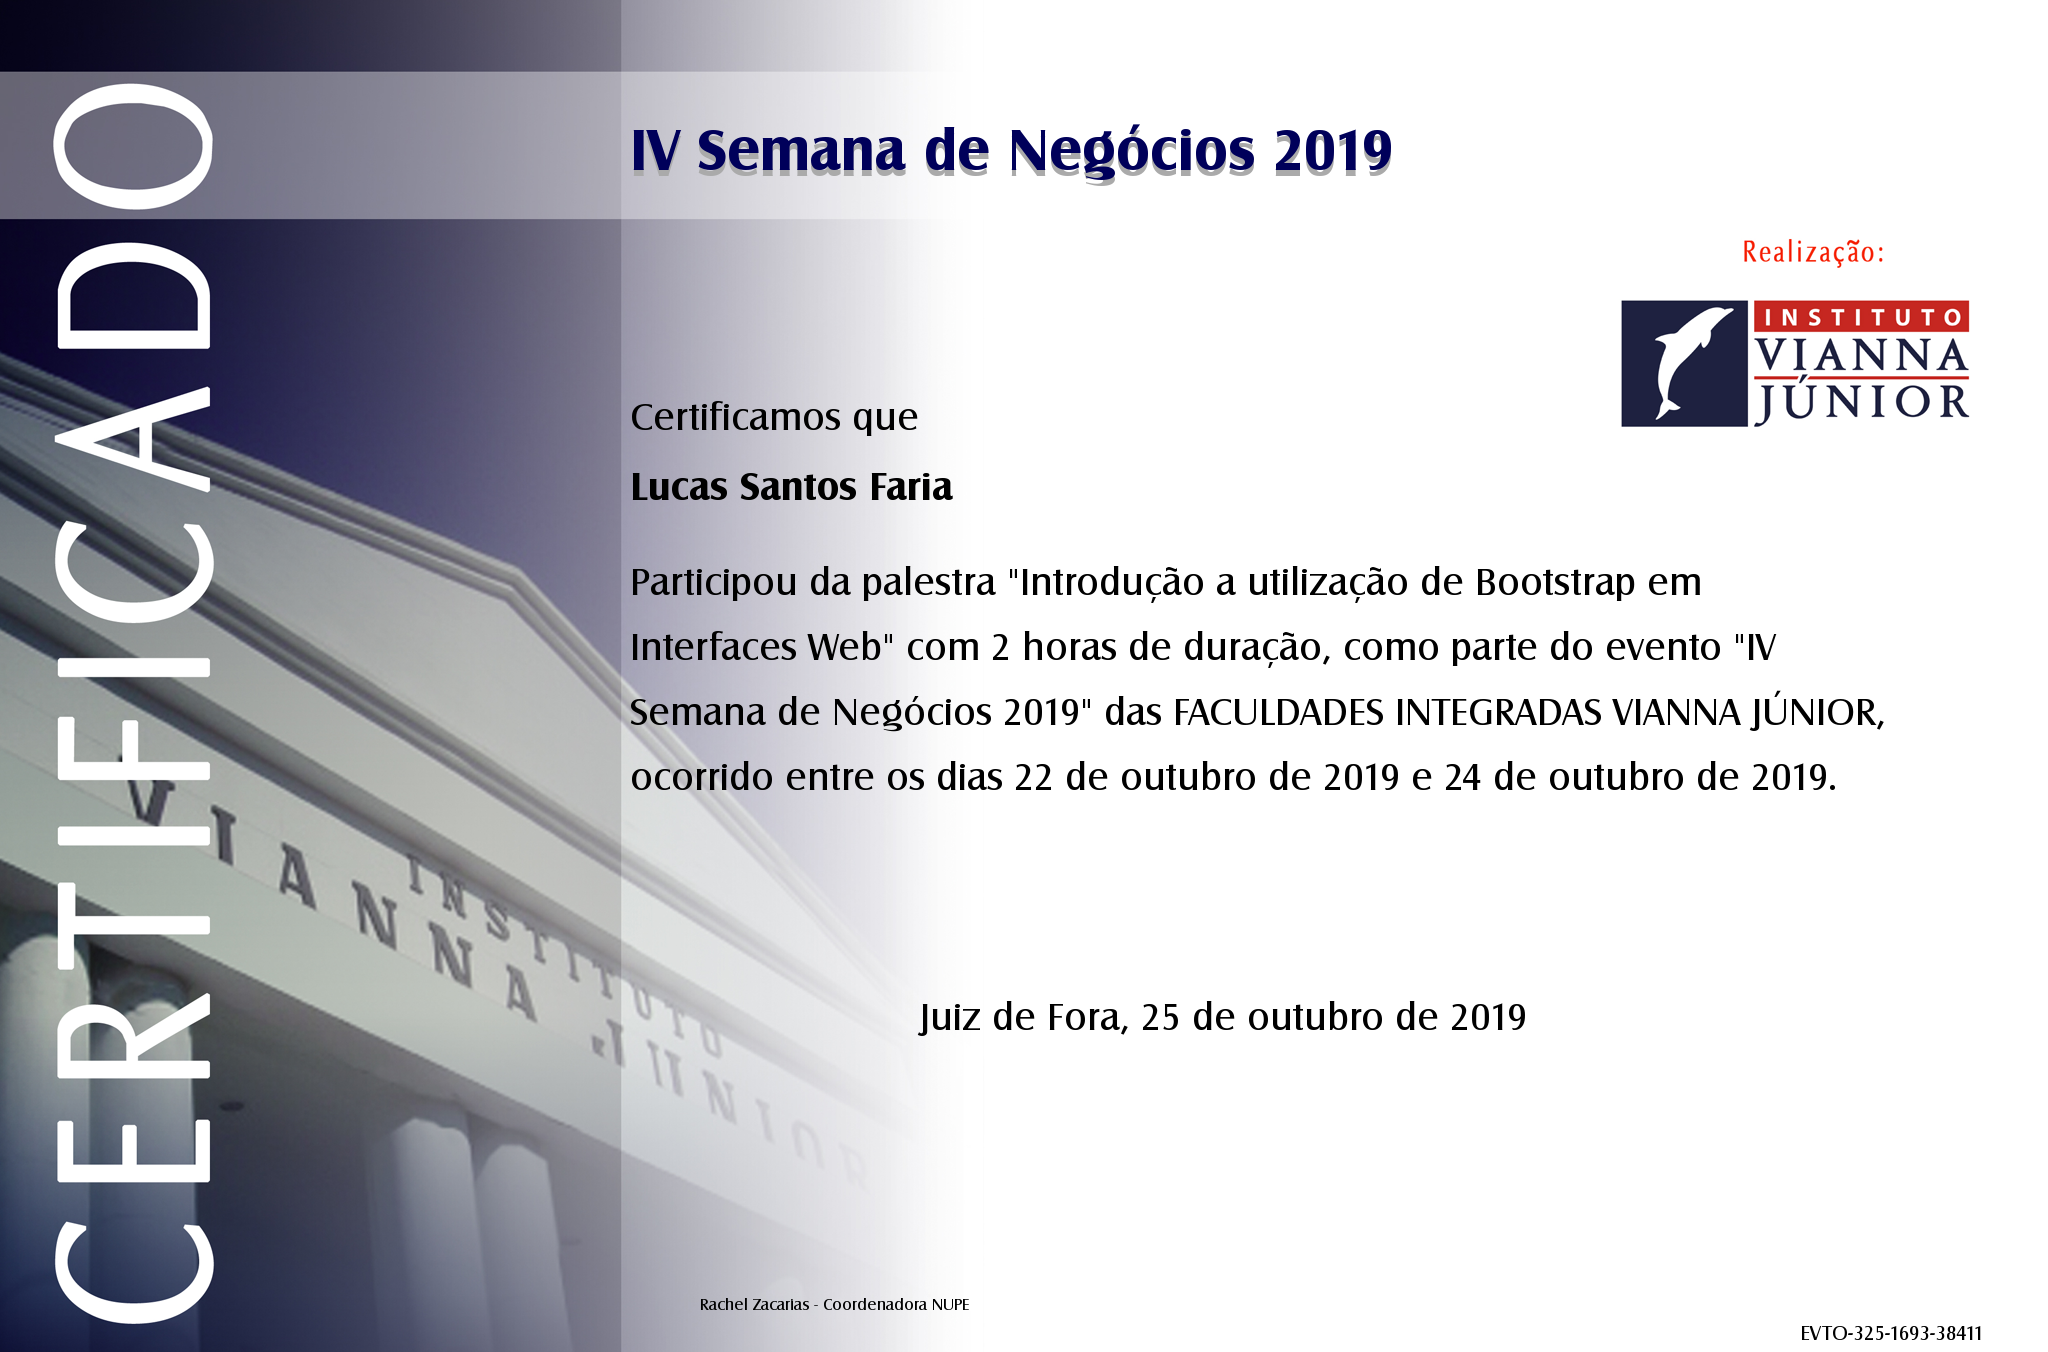 CERTIFICADO
IV Semana de Negócios 2019
Realização:
INSTITUTO
VIANNA
JÚNIOR
Certificamos que
Lucas Santos Faria
Participou da palestra "Introdução a utilização de Bootstrap em
Interfaces Web" com 2 horas de duração, como parte do evento "IV
Semana de Negócios 2019" das FACULDADES INTEGRADAS VIANNA JÚNIOR,
ocorrido entre os dias 22 de outubro de 2019 e 24 de outubro de 2019.
INSTITUTO
VIANNA JÚNIOR
Juiz de Fora, 25 de outubro de 2019
Rachel Zacarias - Coordenadora NUPE
EVTO-325-1693-38411